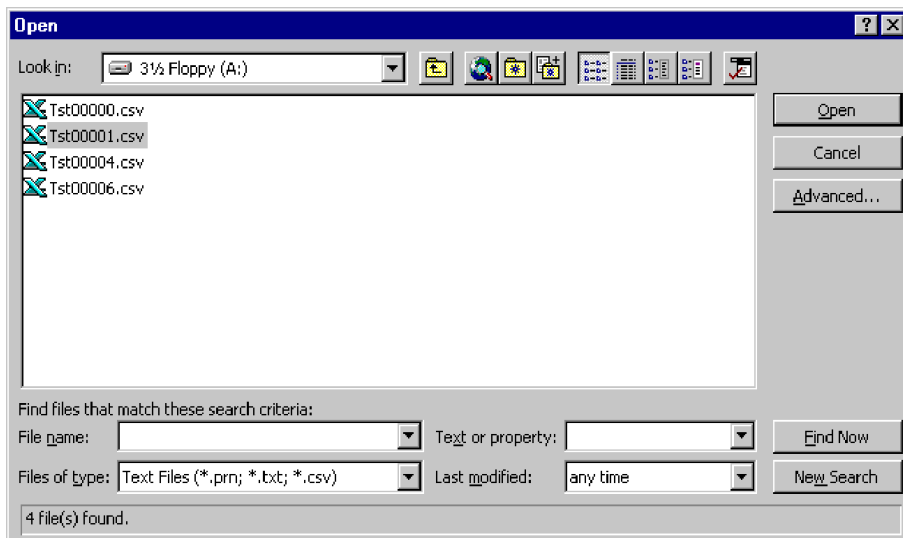 Open
Look in: 3½ Floppy (A:)
Tst00000.csv
Tst00001.csv
Tst00004.csv
Tst00006.csv
Open
Cancel
Advanced...
Find files that match these search criteria:
File name: Text or property: Find Now
Files of type: Text Files (*.prn; *.txt; *.csv) Last modified: any time New Search
4 file(s) found.